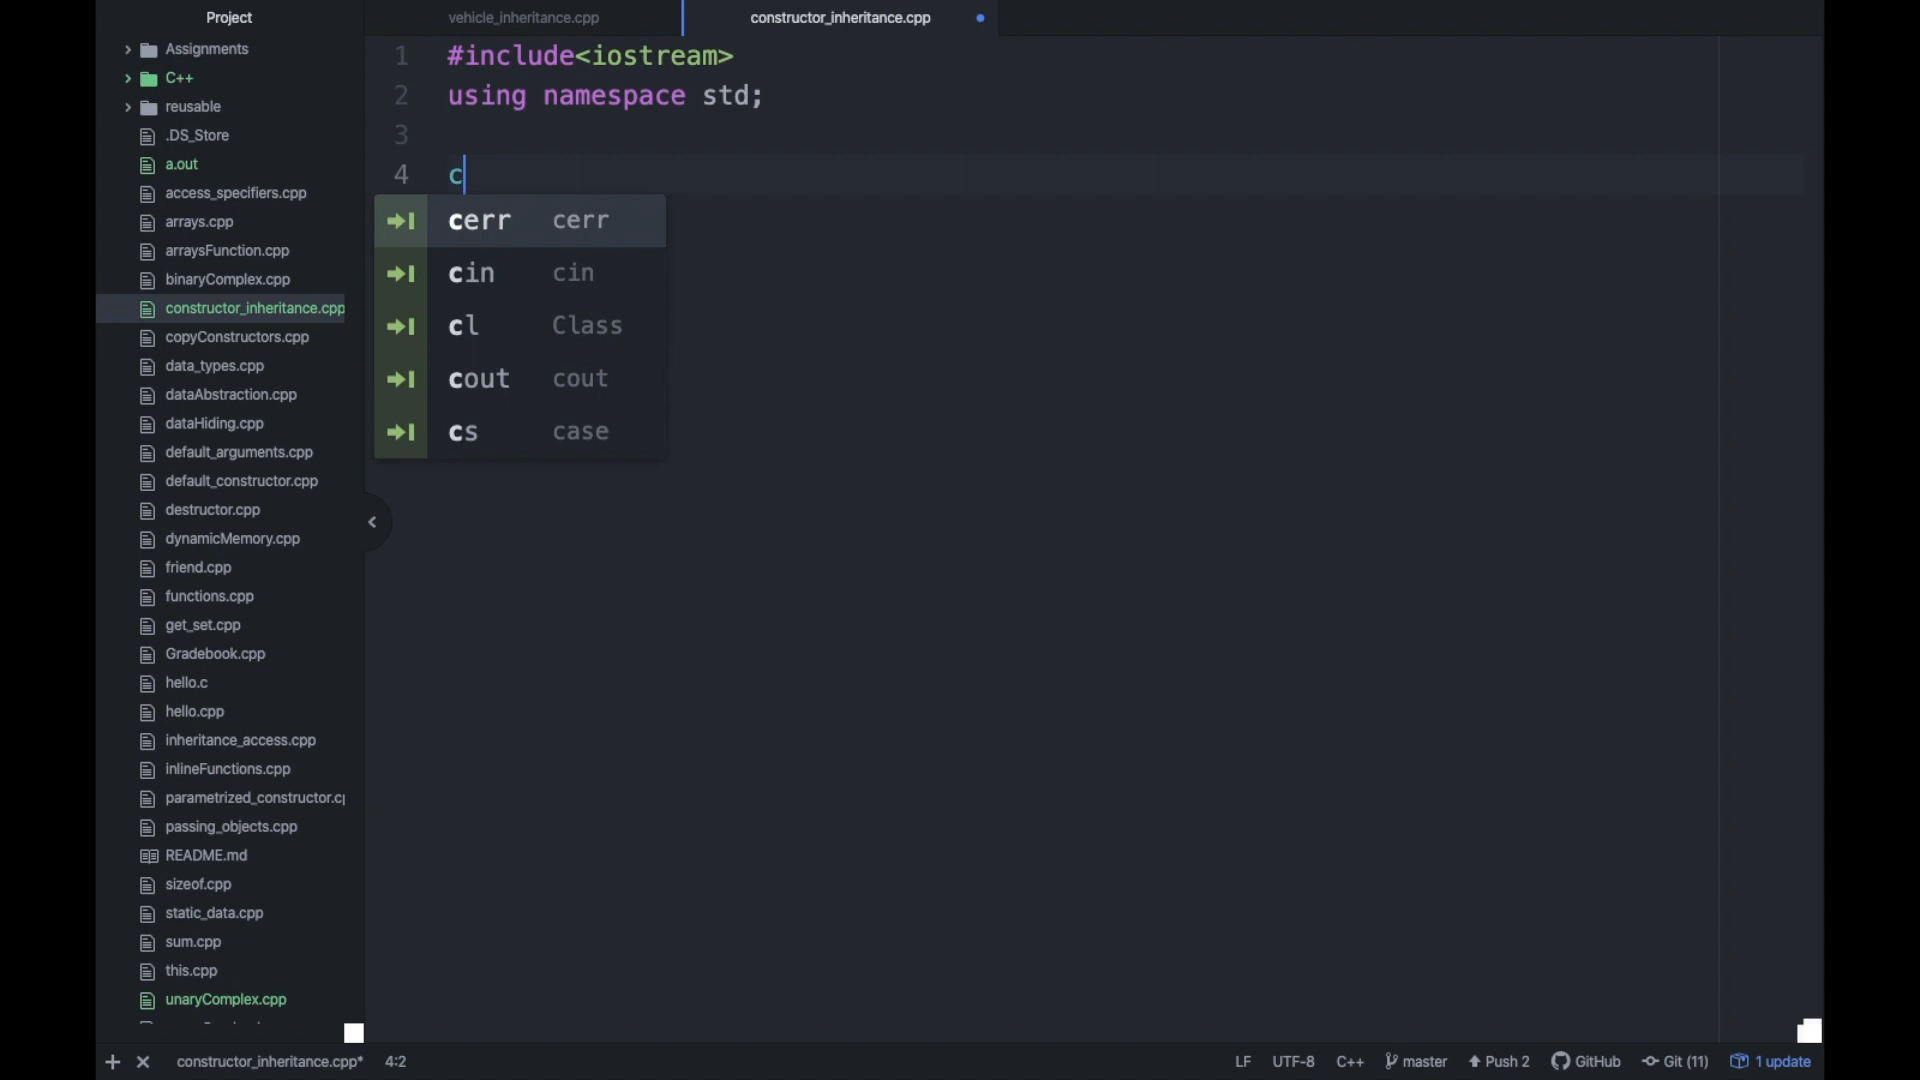 Project
Assignments
C++
reusable
.DS_Store
a.out
access_specifiers.cpp
arrays.cpp
arraysFunction.cpp
binaryComplex.cpp
constructor_inheritance.cpp
copyConstructors.cpp
data_types.cpp
dataAbstraction.cpp
dataHiding.cpp
default_arguments.cpp
default_constructor.cpp
destructor.cpp
dynamicMemory.cpp
friend.cpp
functions.cpp
get_set.cpp
Gradebook.cpp
hello.c
hello.cpp
inheritance_access.cpp
inlineFunctions.cpp
parametrized_constructor.cp
passing_objects.cpp
README.md
sizeof.cpp
static_data.cpp
sum.cpp
this.cpp
unaryComplex.cpp
vehicle_inheritance.cpp constructor_inheritance.cpp
1 #include<iostream>
2 using namespace std;
3
4 c
cerr cerr
cin cin
cl Class
cout cout
cs case
constructor_inheritance.cpp* 4:2 LF UTF-8 C++ master Push 2 GitHub Git (11) 1 update